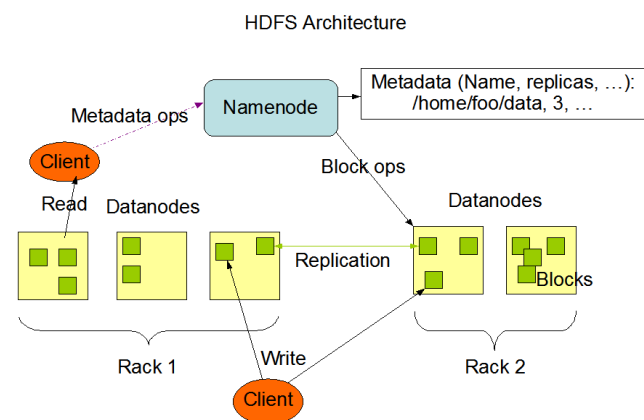 HDFS Architecture
Metadata (Name, replicas, …):
/home/foo/data, 3, …
Namenode
Metadata ops
Client
Block ops
Read
Datanodes
Datanodes
Replication
Blocks
Rack 1
Write
Rack 2
Client